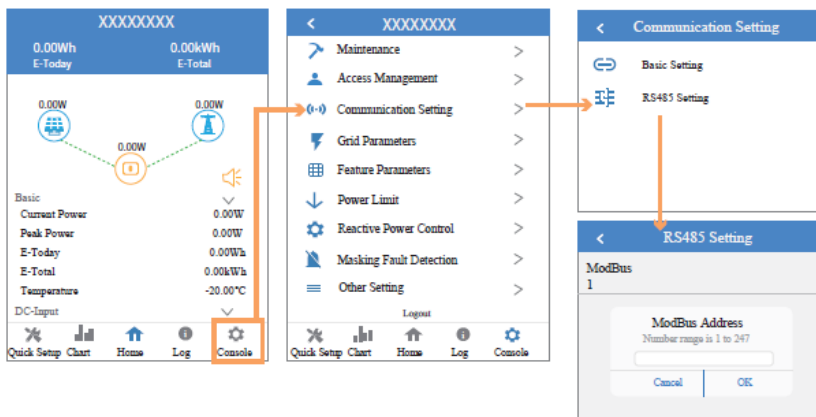 XXXXXXXX
0.00Wh 0.00kWh
E-Today E-Total
0.00W 0.00W
0.00W
Basic
Current Power 0.00W
Peak Power 0.00W
E-Today 0.00Wh
E-Total 0.00kWh
Temperature -20.00℃
DC-Input
Quick Setup Chart Home Log Console
< XXXXXXXX
Maintenance >
Access Management >
Communication Setting >
Grid Parameters >
Feature Parameters >
Power Limit >
Reactive Power Control >
Masking Fault Detection >
Other Setting >
Logout
Quick Setup Chart Home Log Console
< Communication Setting
Basic Setting
RS485 Setting
< RS485 Setting
ModBus
1
ModBus Address
Number range is 1 to 247
Cancel OK